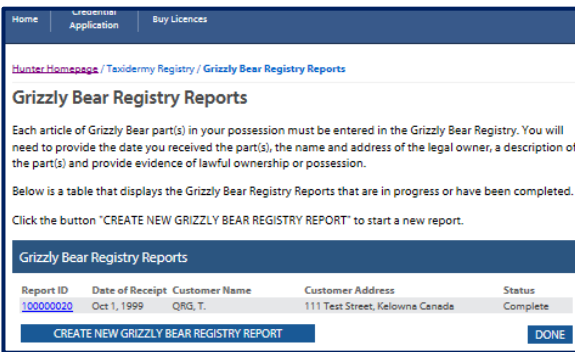 Home Credential Application Buy Licences
Hunter Homepage / Taxidermy Registry / Grizzly Bear Registry Reports
Grizzly Bear Registry Reports
Each article of Grizzly Bear part(s) in your possession must be entered in the Grizzly Bear Registry. You will
need to provide the date you received the part(s), the name and address of the legal owner, a description of
the part(s) and provide evidence of lawful ownership or possession.
Below is a table that displays the Grizzly Bear Registry Reports that are in progress or have been completed.
Click the button "CREATE NEW GRIZZLY BEAR REGISTRY REPORT" to start a new report.
Grizzly Bear Registry Reports
Report ID Date of Receipt Customer Name Customer Address Status
100000020 Oct 1, 1999 QRG, T. 111 Test Street, Kelowna Canada Complete
CREATE NEW GRIZZLY BEAR REGISTRY REPORT DONE